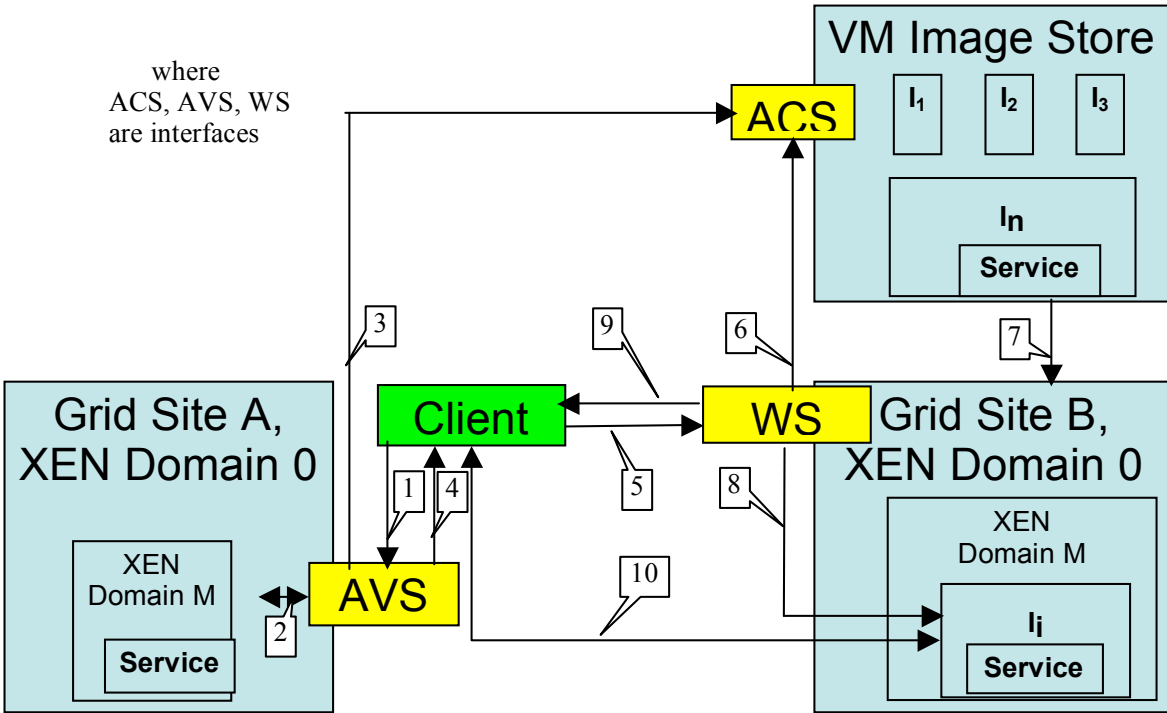 where
ACS, AVS, WS
are interfaces
VM Image Store
ACS
I1
I2
I3
In
Service
3
9
6
7
Grid Site A,
XEN Domain 0
Client
WS
Grid Site B,
XEN Domain 0
1
4
5
8
XEN
Domain M
XEN
Domain M
AVS
10
2
Service
Ii
Service